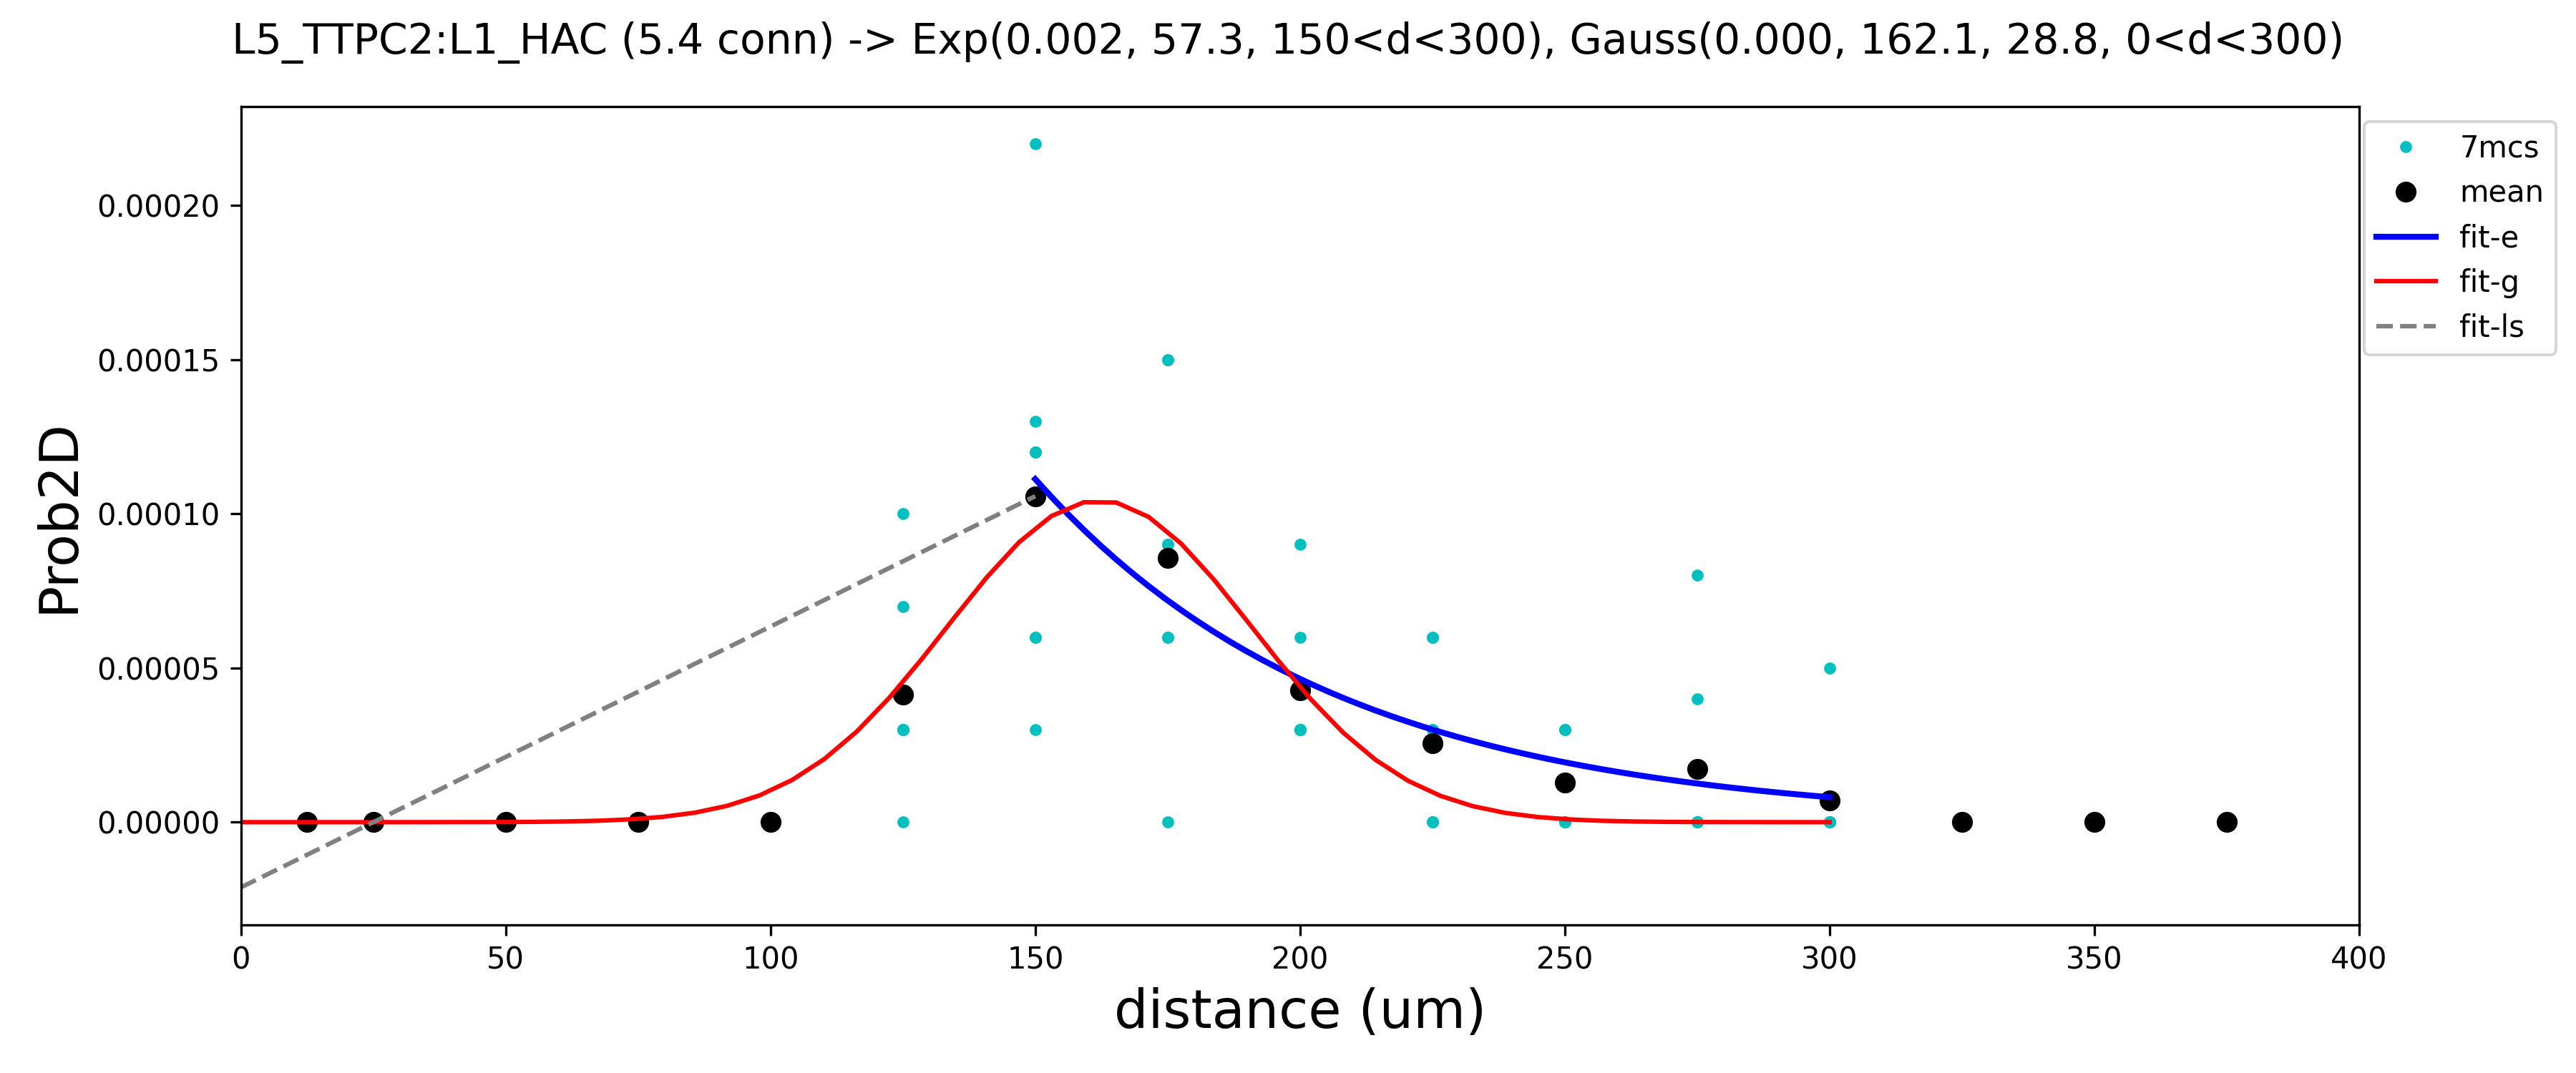 L5_TTPC2:L1_HAC (5.4 conn) -> Exp(0.002, 57.3, 150<d<300), Gauss(0.000, 162.1, 28.8, 0<d<300)
7mcs
mean
fit-e
fit-g
fit-ls
Prob2D
0.00020
0.00015
0.00010
0.00005
0.00000
0 50 100 150 200 250 300 350 400
distance (um)